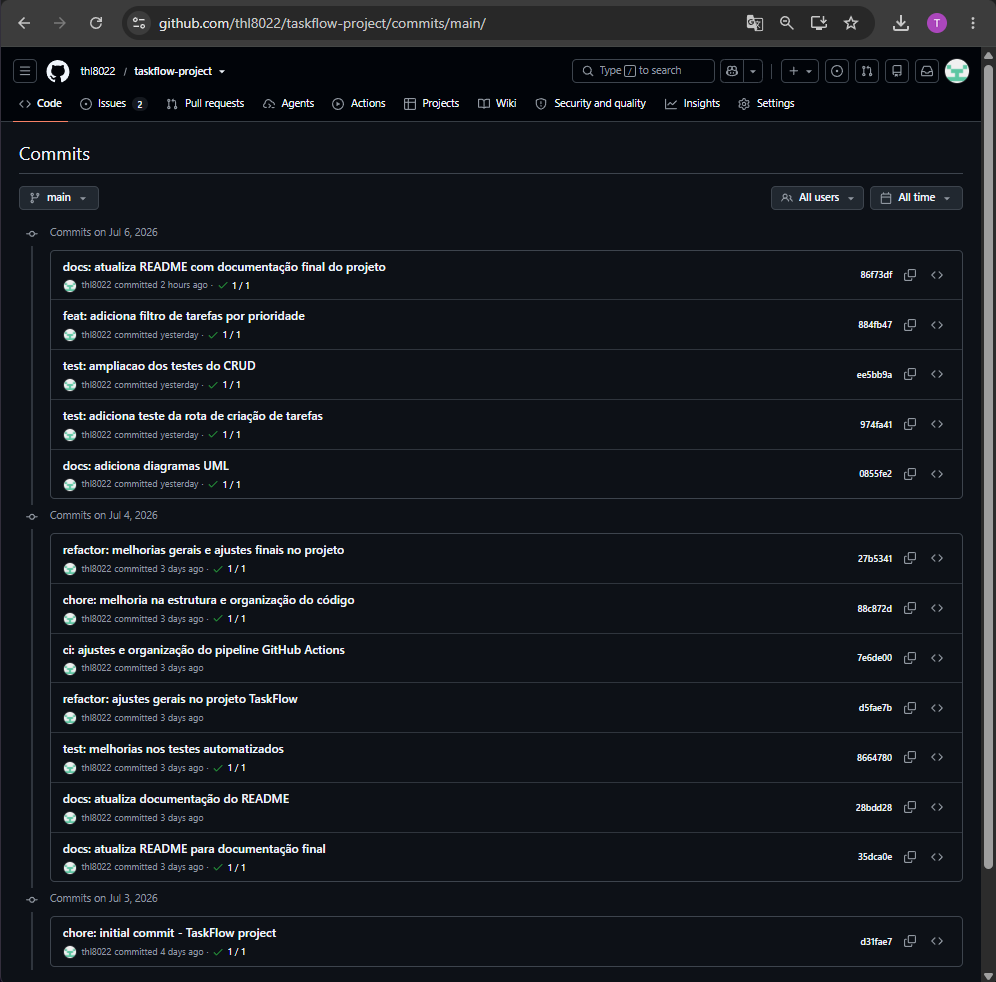 github.com/thl8022/taskflow-project/commits/main/
T
thl8022 / taskflow-project
Type / to search
Code Issues 2 Pull requests Agents Actions Projects Wiki Security and quality Insights Settings
Commits
main All users All time
Commits on Jul 6, 2026
docs: atualiza README com documentação final do projeto
thl8022 committed 2 hours ago · 1 / 1
86f73df
feat: adiciona filtro de tarefas por prioridade
thl8022 committed yesterday · 1 / 1
884fb47
test: ampliacao dos testes do CRUD
thl8022 committed yesterday · 1 / 1
ee5bb9a
test: adiciona teste da rota de criação de tarefas
thl8022 committed yesterday · 1 / 1
974fa41
docs: adiciona diagramas UML
thl8022 committed yesterday · 1 / 1
0855fe2
Commits on Jul 4, 2026
refactor: melhorias gerais e ajustes finais no projeto
thl8022 committed 3 days ago · 1 / 1
27b5341
chore: melhoria na estrutura e organização do código
thl8022 committed 3 days ago · 1 / 1
88c872d
ci: ajustes e organização do pipeline GitHub Actions
thl8022 committed 3 days ago
7e6de00
refactor: ajustes gerais no projeto TaskFlow
thl8022 committed 3 days ago
d5fae7b
test: melhorias nos testes automatizados
thl8022 committed 3 days ago · 1 / 1
8664780
docs: atualiza documentação do README
thl8022 committed 3 days ago
28bdd28
docs: atualiza README para documentação final
thl8022 committed 3 days ago · 1 / 1
35dca0e
Commits on Jul 3, 2026
chore: initial commit - TaskFlow project
thl8022 committed 4 days ago · 1 / 1
d31fae7